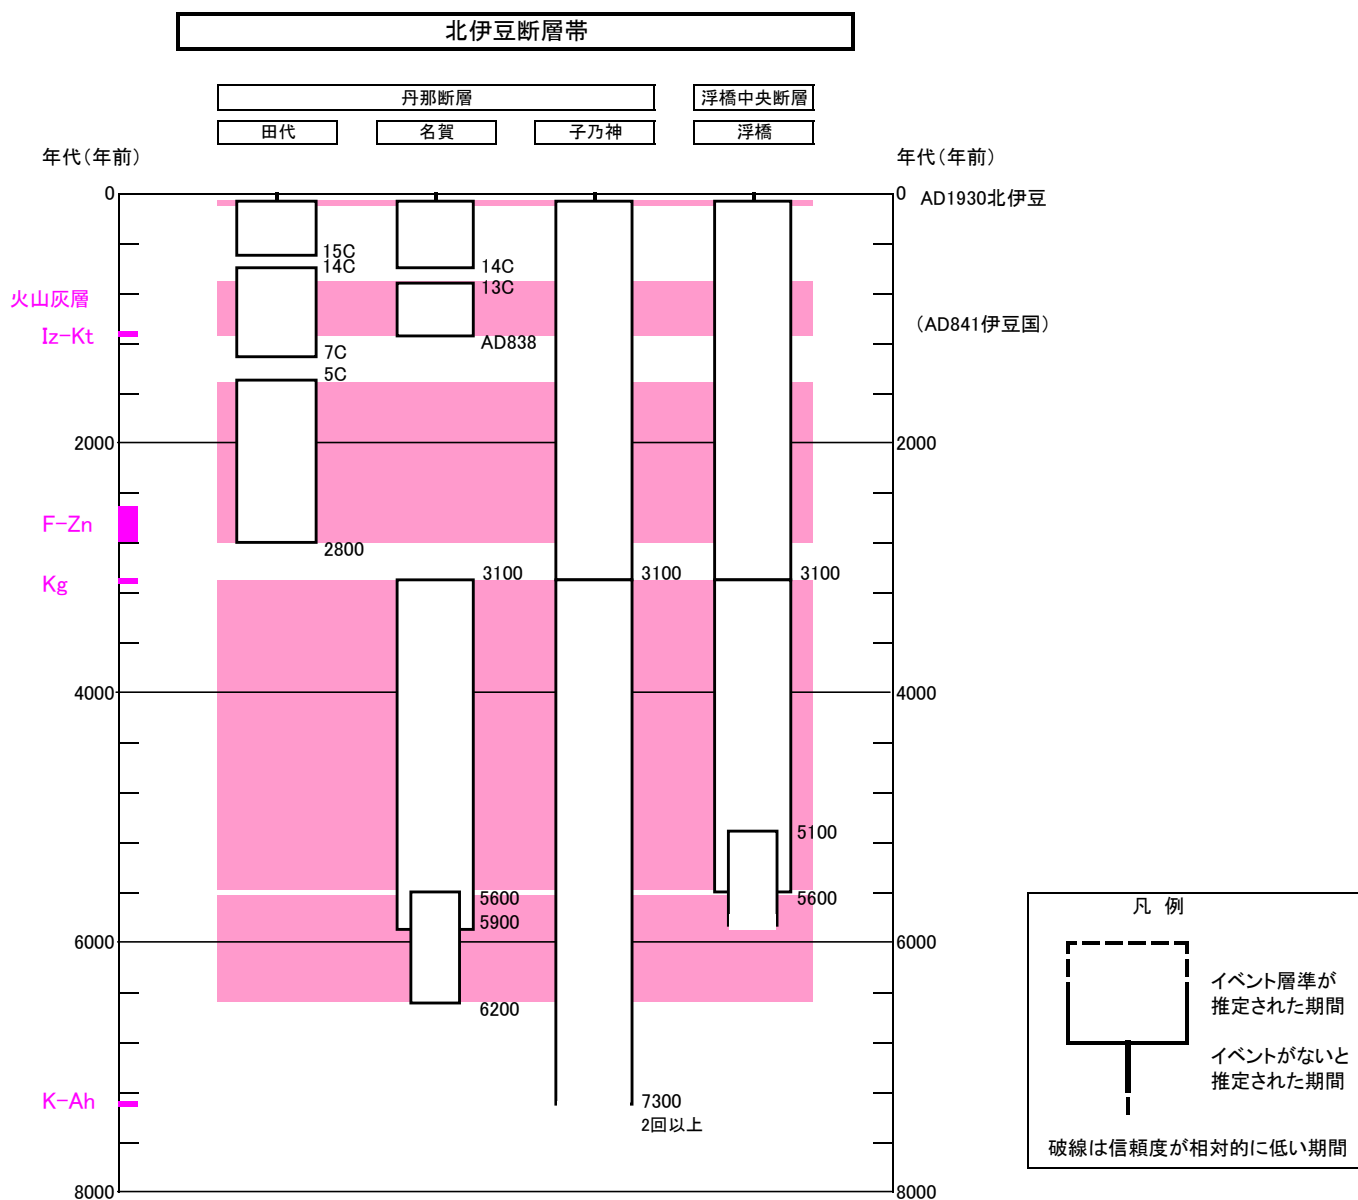 北伊豆断層帯
丹那断層
浮橋中央断層
田代
名賀
子乃神
浮橋
年代(年前)
年代(年前)
0
0
AD1930北伊豆
15C
14C
14C
13C
火山灰層
Iz-Kt
AD838
(AD841伊豆国)
7C
5C
2000
2000
F-Zn
2800
Kg
3100
3100
3100
4000
4000
5100
5600
5900
5600
6000
6000
6200
K-Ah
7300
2回以上
8000
8000
凡 例
イベント層準が
推定された期間
イベントがないと
推定された期間
破線は信頼度が相対的に低い期間